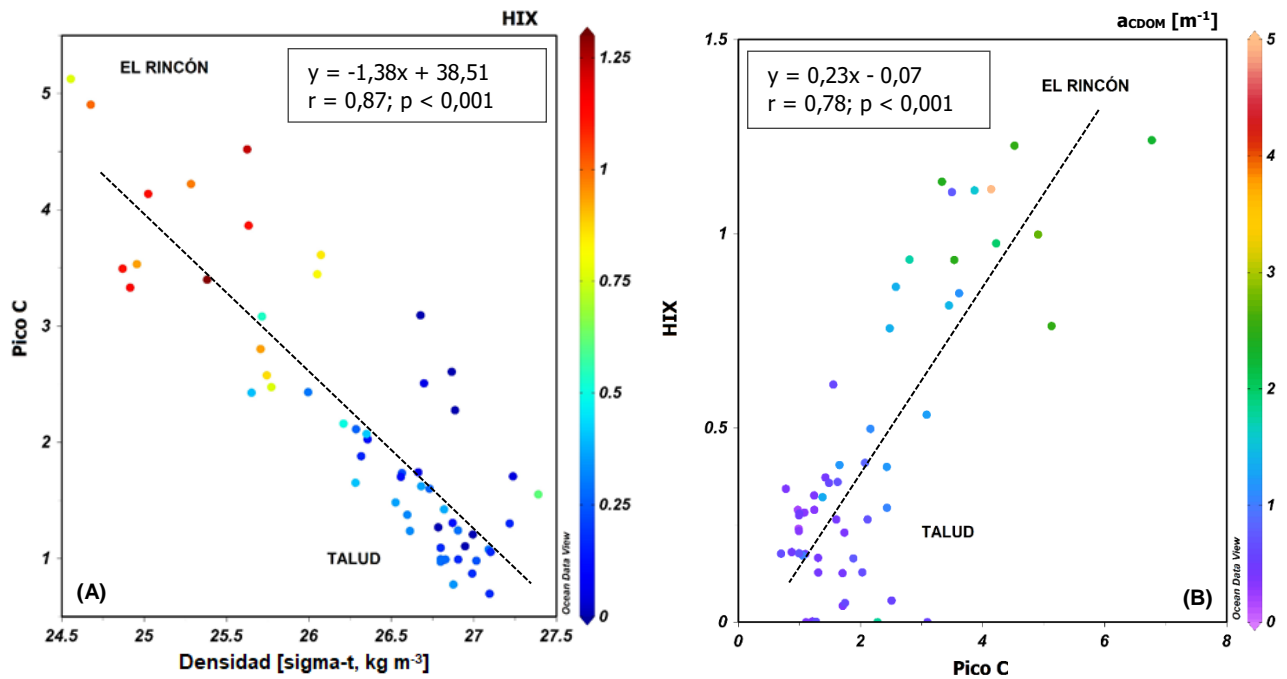 HIX
EL RINCÓN
y = -1,38x + 38,51
r = 0,87; p < 0,001
5
4
3
2
1
Pico C
TALUD
(A)
Ocean Data View
24.5
25
25.5
26
26.5
27
27.5
Densidad [sigma-t, kg m⁻³]
1.25
1
0.75
0.5
0.25
0
aCDOM [m⁻¹]
y = 0,23x - 0,07
r = 0,78; p < 0,001
EL RINCÓN
1.5
1
0.5
0
HIX
TALUD
(B)
Ocean Data View
0
2
4
6
8
Pico C
5
4
3
2
1
0